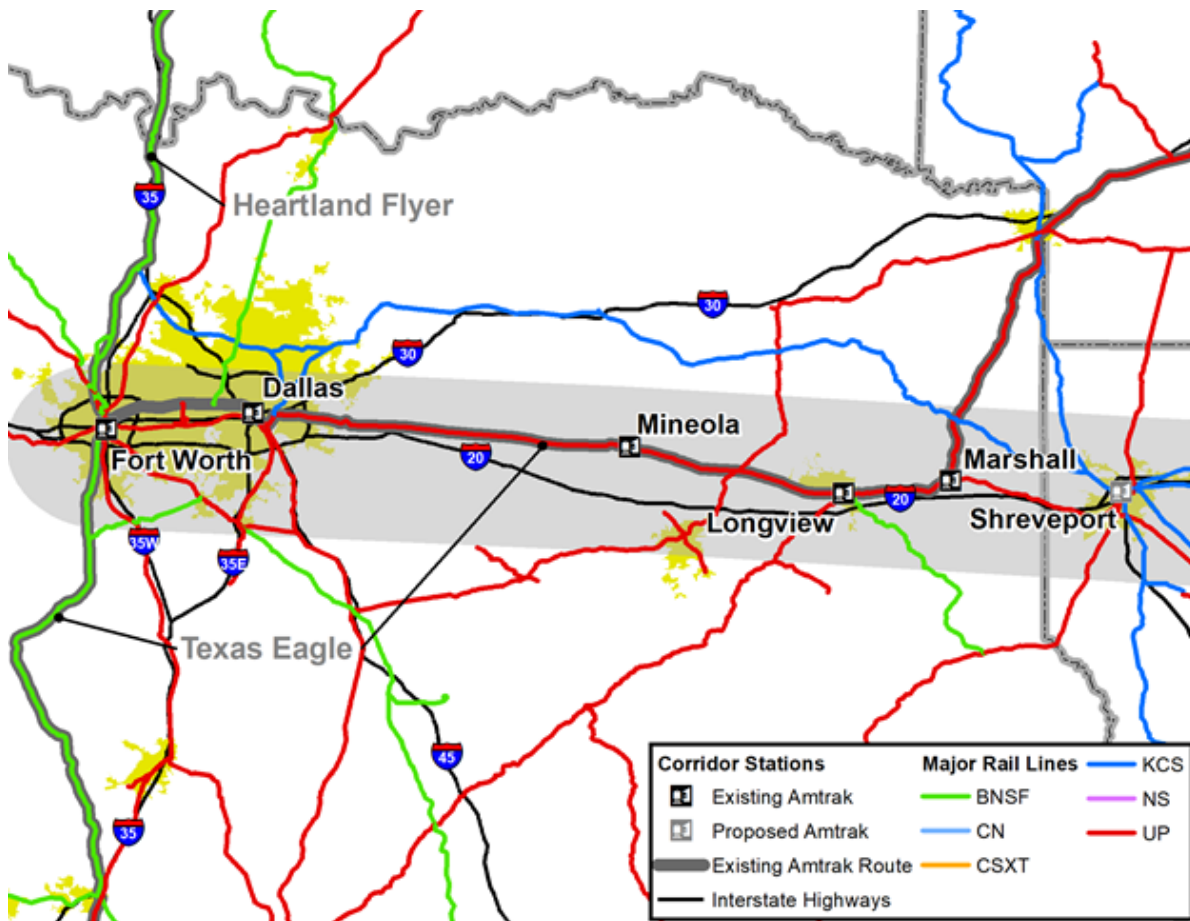 35
Heartland Flyer
30
30
Dallas
Mineola
Fort Worth
20
Marshall
20
Longview
Shreveport
35W
35E
Texas Eagle
45
35
Corridor Stations
Existing Amtrak
Proposed Amtrak
Existing Amtrak Route
Interstate Highways
Major Rail Lines
BNSF
CN
CSXT
KCS
NS
UP